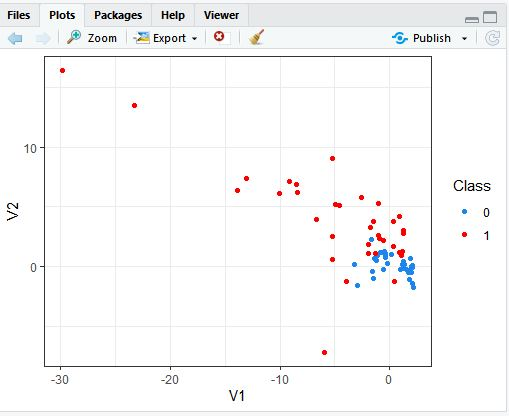 Files Plots Packages Help Viewer
Zoom Export Publish
10
0
V2
-30 -20 -10 0
V1
Class
0
1